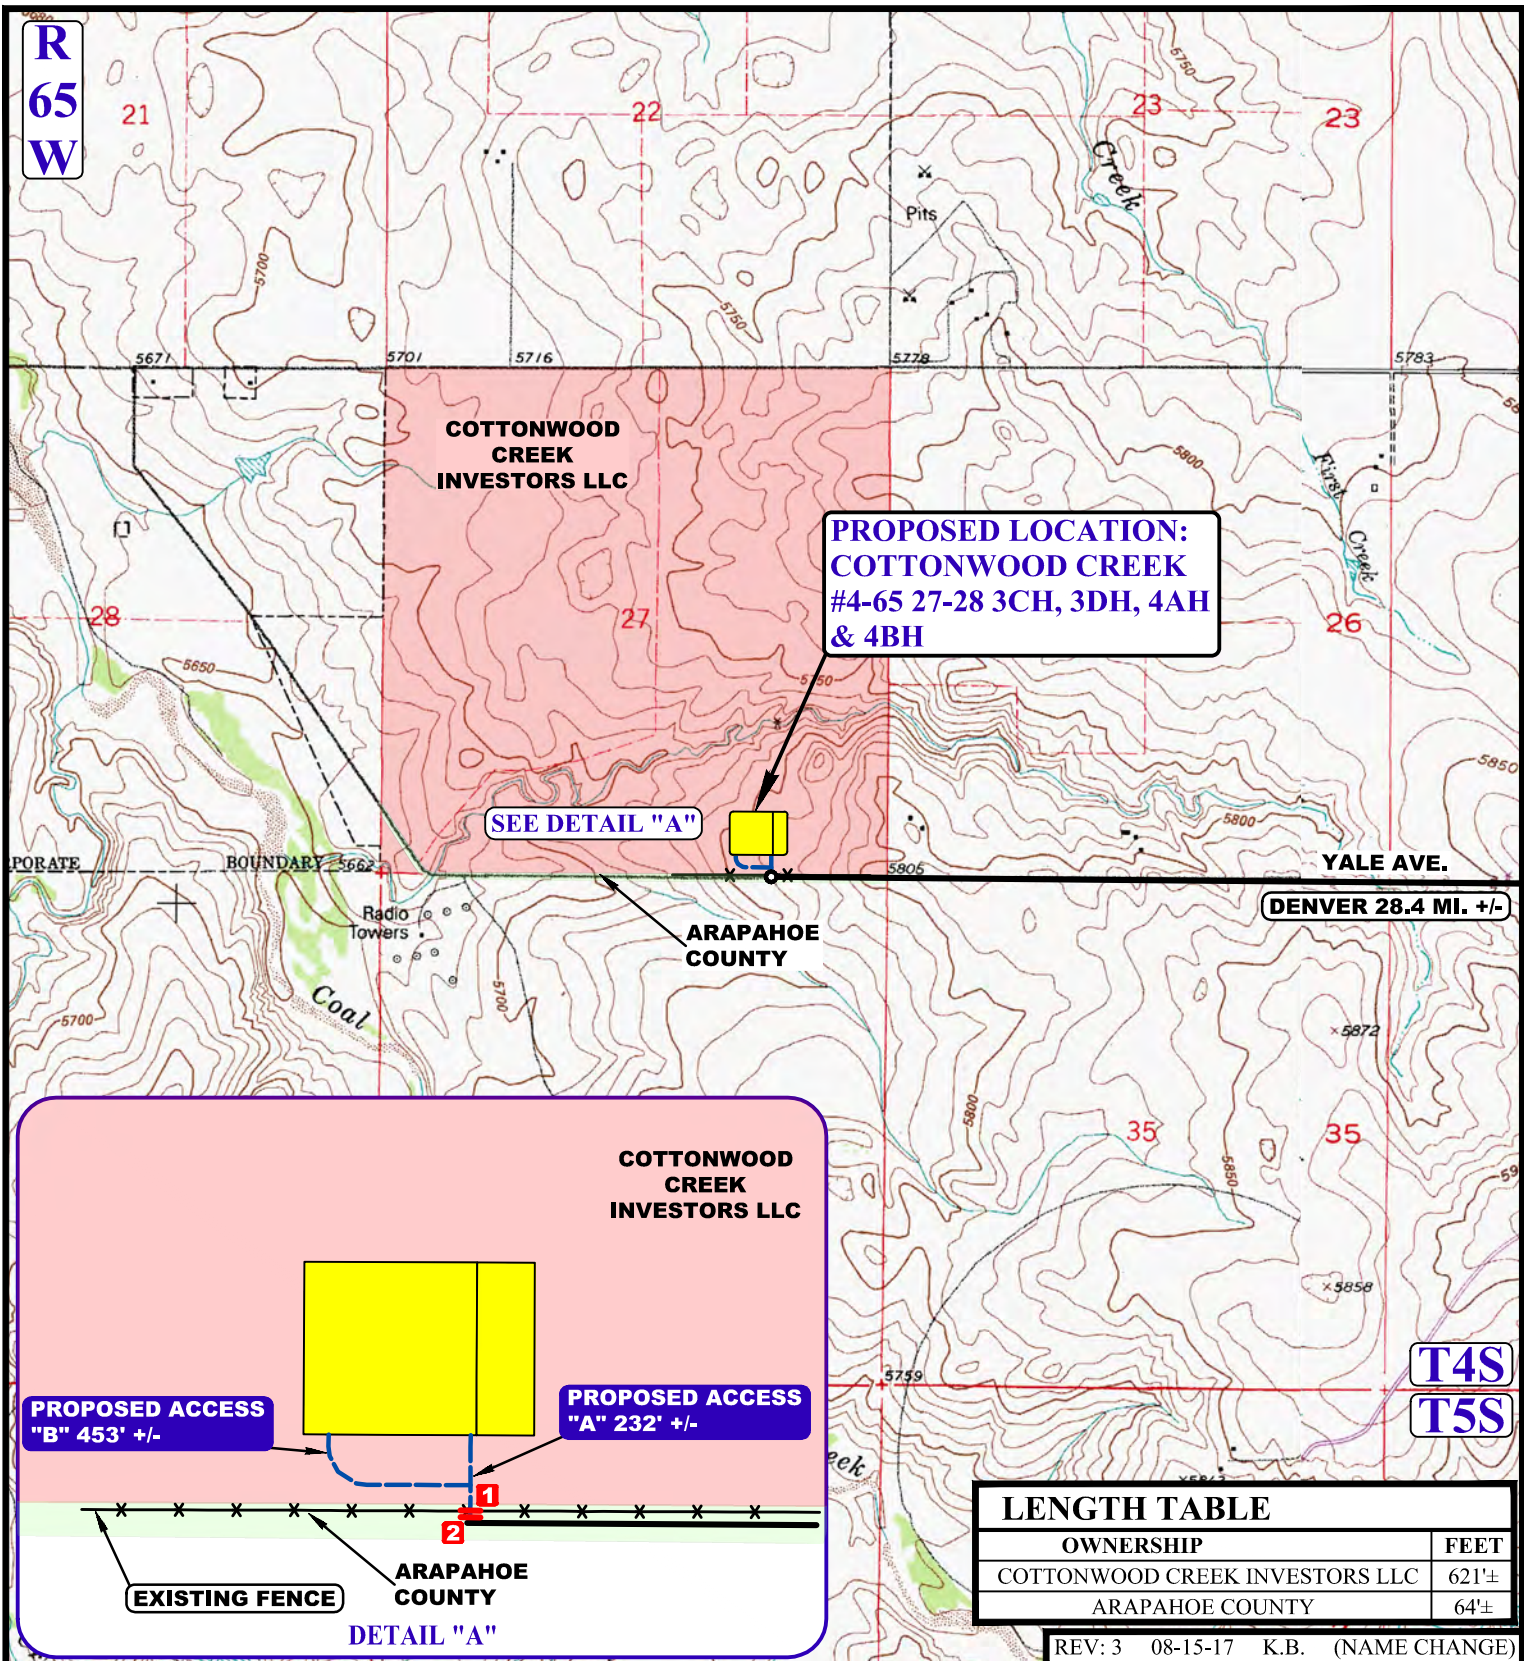 R
65
W
21
22
23
23
Creek
5750
Pits
5700
5750
5671
5701
5716
5778
5783
COTTONWOOD
CREEK
INVESTORS LLC
5800
First
Creek
PROPOSED LOCATION:
COTTONWOOD CREEK
#4-65 27-28 3CH, 3DH, 4AH
& 4BH
28
27
26
5650
5750
5850
SEE DETAIL "A"
5800
PORATE
BOUNDARY
5662
5805
YALE AVE.
DENVER 28.4 MI. +/-
Radio
Towers
ARAPAHOE
COUNTY
Coal
5700
5700
5872
5800
35
35
5850
COTTONWOOD
CREEK
INVESTORS LLC
5858
5759
T4S
T5S
PROPOSED ACCESS
"B" 453' +/-
PROPOSED ACCESS
"A" 232' +/-
1
2
eek
EXISTING FENCE
ARAPAHOE
COUNTY
DETAIL "A"
LENGTH TABLE
OWNERSHIP FEET
COTTONWOOD CREEK INVESTORS LLC 621'±
ARAPAHOE COUNTY 64'±
REV: 3 08-15-17 K.B. (NAME CHANGE)